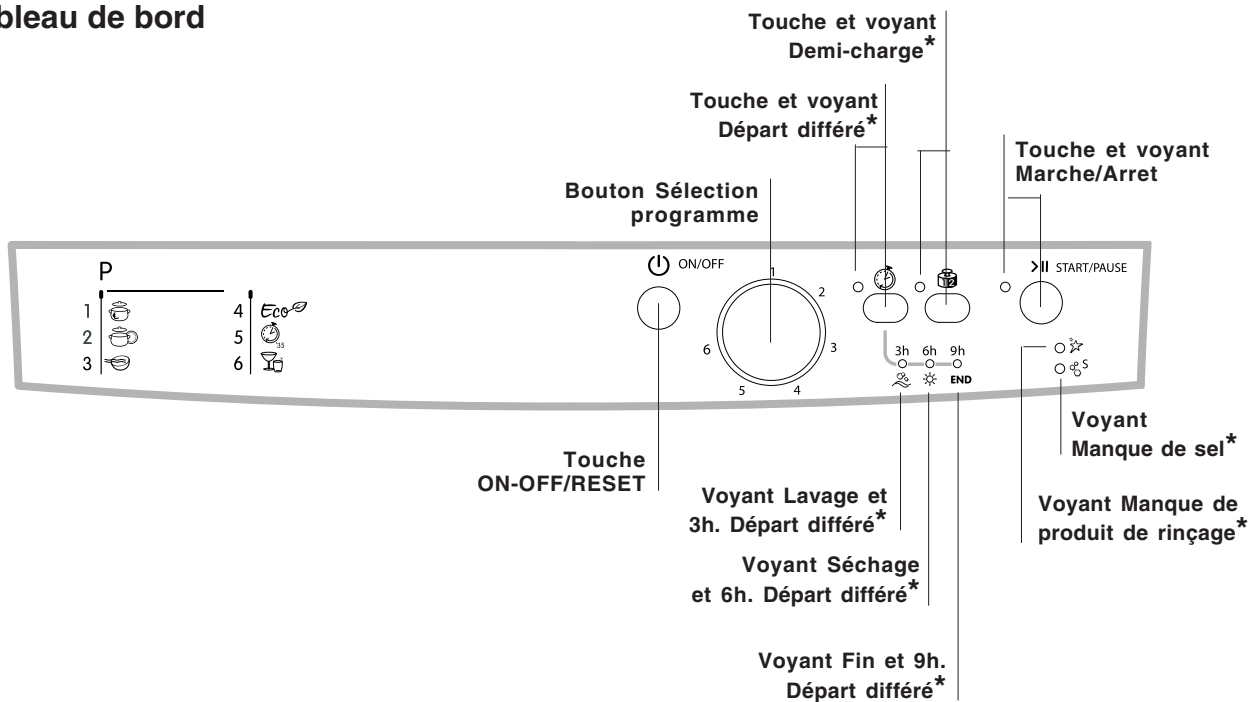 bleau de bord
Touche et voyant
Demi-charge*
Touche et voyant
Départ différé*
Touche et voyant
Marche/Arret
Bouton Sélection
programme
P
1
2
3
4 Eco
5 35
6
ON/OFF
1
2
3
4
5
6
1/2
START/PAUSE
3h 6h 9h
END
S
Touche
ON-OFF/RESET
Voyant
Manque de sel*
Voyant Lavage et
3h. Départ différé*
Voyant Manque de
produit de rinçage*
Voyant Séchage
et 6h. Départ différé*
Voyant Fin et 9h.
Départ différé*